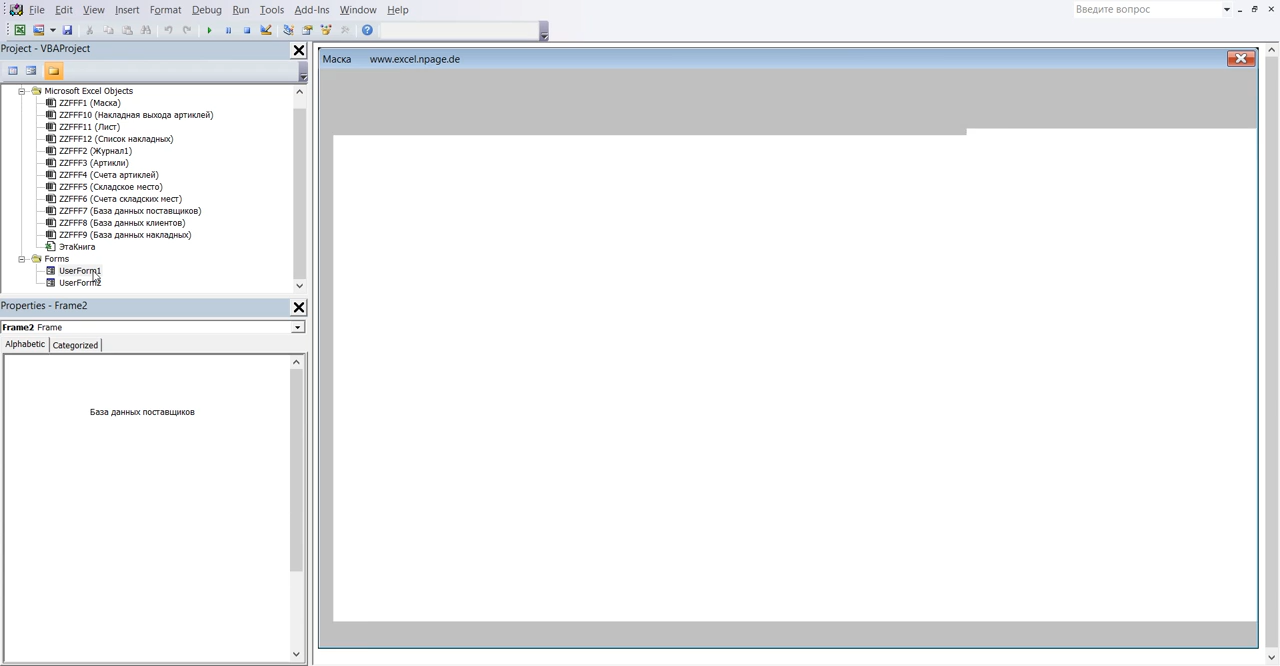 File Edit View Insert Format Debug Run Tools Add-Ins Window Help Введите вопрос
Project - VBAProject
Маска www.excel.npage.de
Microsoft Excel Objects
ZZFFF1 (Маска)
ZZFFF10 (Накладная выхода артиклей)
ZZFFF11 (Лист)
ZZFFF12 (Список накладных)
ZZFFF2 (Журнал1)
ZZFFF3 (Артикли)
ZZFFF4 (Счета артиклей)
ZZFFF5 (Складское место)
ZZFFF6 (Счета складских мест)
ZZFFF7 (База данных поставщиков)
ZZFFF8 (База данных клиентов)
ZZFFF9 (База данных накладных)
ЭтаКнига
Forms
UserForm1
UserForm2
Properties - Frame2
Frame2 Frame
Alphabetic Categorized
База данных поставщиков